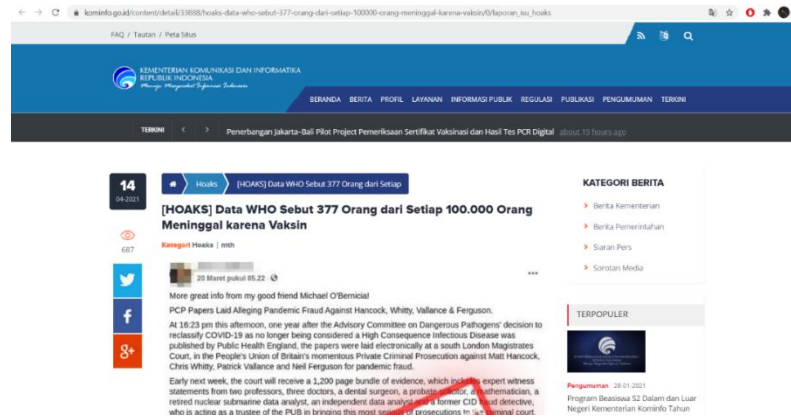 kominfo.go.id/content/detail/33888/hoaks-data-who-sebut-377-orang-dari-setiap-100000-orang-meninggal-karena-vaksin/0/laporan_isu_hoaks
FAQ / Tautan / Peta Situs
KEMENTERIAN KOMUNIKASI DAN INFORMATIKA
REPUBLIK INDONESIA
Menuju Masyarakat Informasi Indonesia
BERANDA BERITA PROFIL LAYANAN INFORMASI PUBLIK REGULASI PUBLIKASI PENGUMUMAN TERKINI
TERKINI < > Penerbangan Jakarta-Bali Pilot Project Pemeriksaan Sertifikat Vaksinasi dan Hasil Tes PCR Digital about 19 hours ago
14
04-2021
687
Hoaks [HOAKS] Data WHO Sebut 377 Orang dari Setiap
[HOAKS] Data WHO Sebut 377 Orang dari Setiap 100.000 Orang
Meninggal karena Vaksin
Kategori Hoaks | mth
20 Maret pukul 05.22
More great info from my good friend Michael O'Bernicia!
PCP Papers Laid Alleging Pandemic Fraud Against Hancock, Whitty, Vallance & Ferguson.
At 16:23 pm this afternoon, one year after the Advisory Committee on Dangerous Pathogens' decision to
reclassify COVID-19 as no longer being considered a High Consequence Infectious Disease was
published by Public Health England, the papers were laid electronically at a south London Magistrates
Court, in the People's Union of Britain's momentous Private Criminal Prosecution against Matt Hancock,
Chris Whitty, Patrick Vallance and Neil Ferguson for pandemic fraud.
Early next week, the court will receive a 1,200 page bundle of evidence, which includes expert witness
statements from two professors, three doctors, a dental surgeon, a probate solicitor, a mathematician, a
retired nuclear submarine data analyst, an independent data analyst and a former CID fraud detective,
who is acting as a trustee of the PUB in bringing this most serious of prosecutions to the criminal court.
KATEGORI BERITA
Berita Kementerian
Berita Pemerintahan
Siaran Pers
Sorotan Media
TERPOPULER
Pengumuman 28-01-2021
Program Beasiswa S2 Dalam dan Luar
Negeri Kementerian Kominfo Tahun